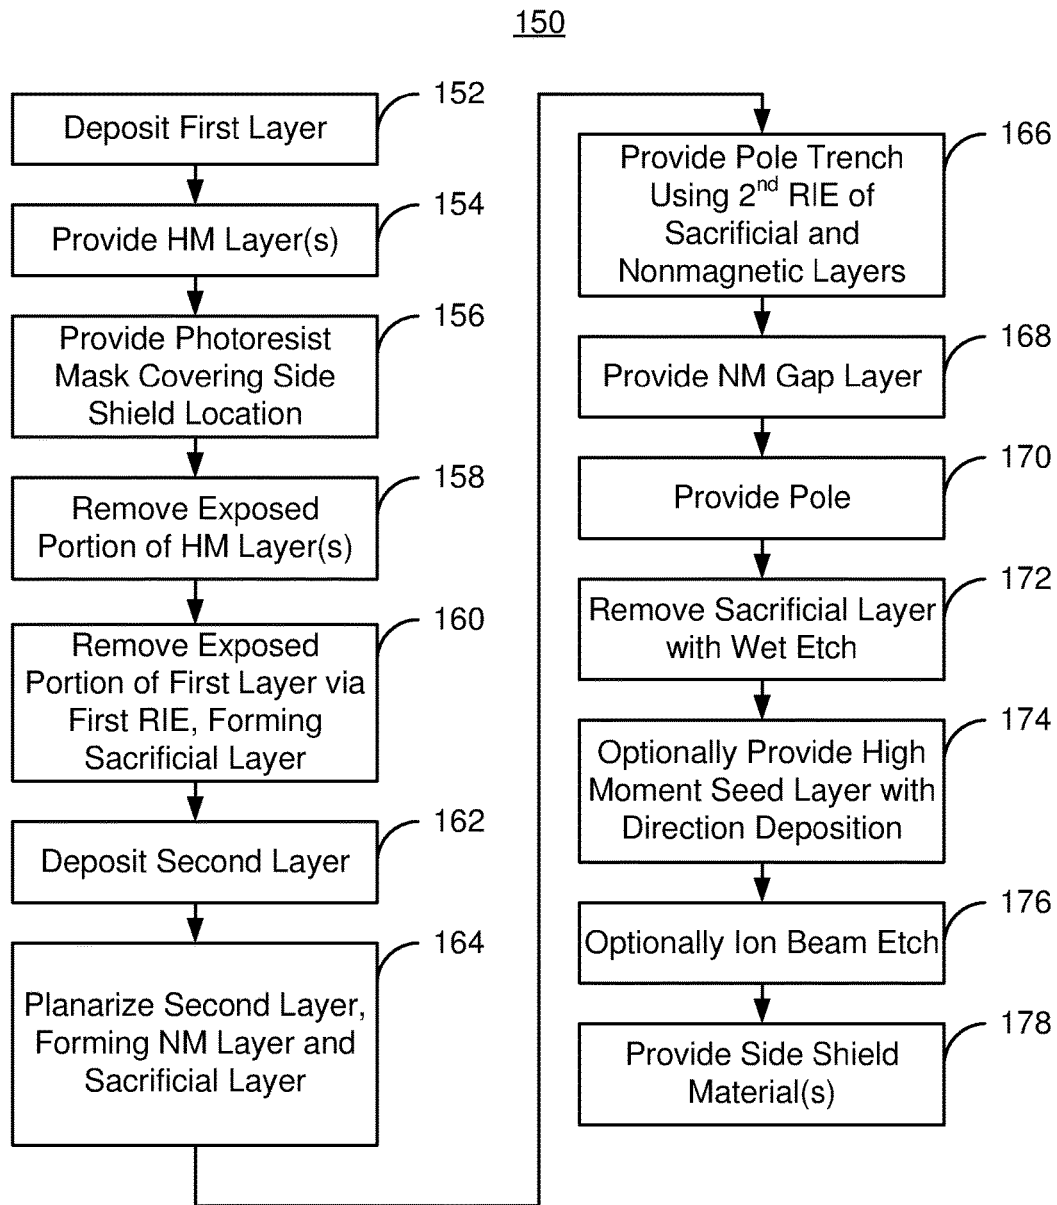 150
152
Deposit First Layer
154
Provide HM Layer(s)
156
Provide Photoresist
Mask Covering Side
Shield Location
158
Remove Exposed
Portion of HM Layer(s)
160
Remove Exposed
Portion of First Layer via
First RIE, Forming
Sacrificial Layer
162
Deposit Second Layer
164
Planarize Second Layer,
Forming NM Layer and
Sacrificial Layer
166
Provide Pole Trench
Using 2nd RIE of
Sacrificial and
Nonmagnetic Layers
168
Provide NM Gap Layer
170
Provide Pole
172
Remove Sacrificial Layer
with Wet Etch
174
Optionally Provide High
Moment Seed Layer with
Direction Deposition
176
Optionally Ion Beam Etch
178
Provide Side Shield
Material(s)